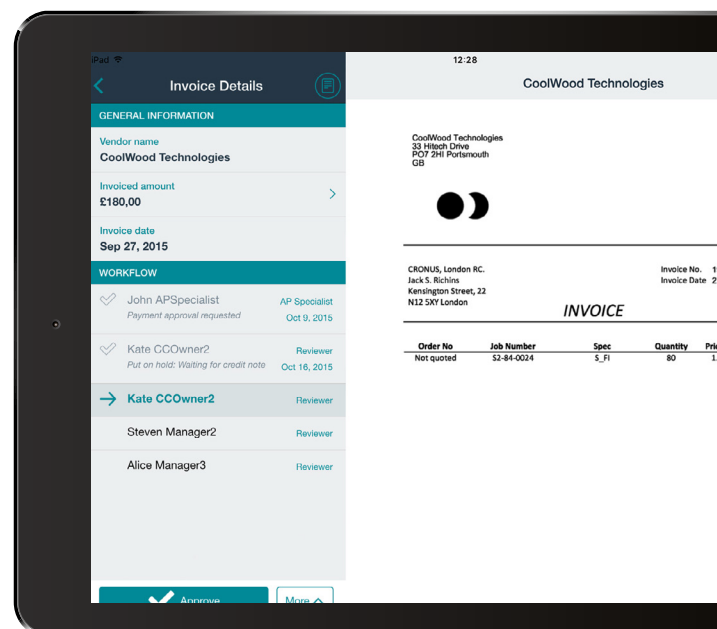 iPad
12:28
Invoice Details
CoolWood Technologies
GENERAL INFORMATION
Vendor name
CoolWood Technologies
Invoiced amount
£180,00
Invoice date
Sep 27, 2015
WORKFLOW
John APSpecialist
AP Specialist
Payment approval requested
Oct 9, 2015
Kate CCOwner2
Reviewer
Put on hold: Waiting for credit note
Oct 16, 2015
Kate CCOwner2
Reviewer
Steven Manager2
Reviewer
Alice Manager3
Reviewer
Approve
More
CoolWood Technologies
33 Hitech Drive
PO7 2HI Portsmouth
GB
CRONUS, London RC.
Jack S. Richins
Kensington Street, 22
N12 5XY London
Invoice No.
Invoice Date
INVOICE
Order No Job Number Spec Quantity
Not quoted S2-84-0024 S_FI 80